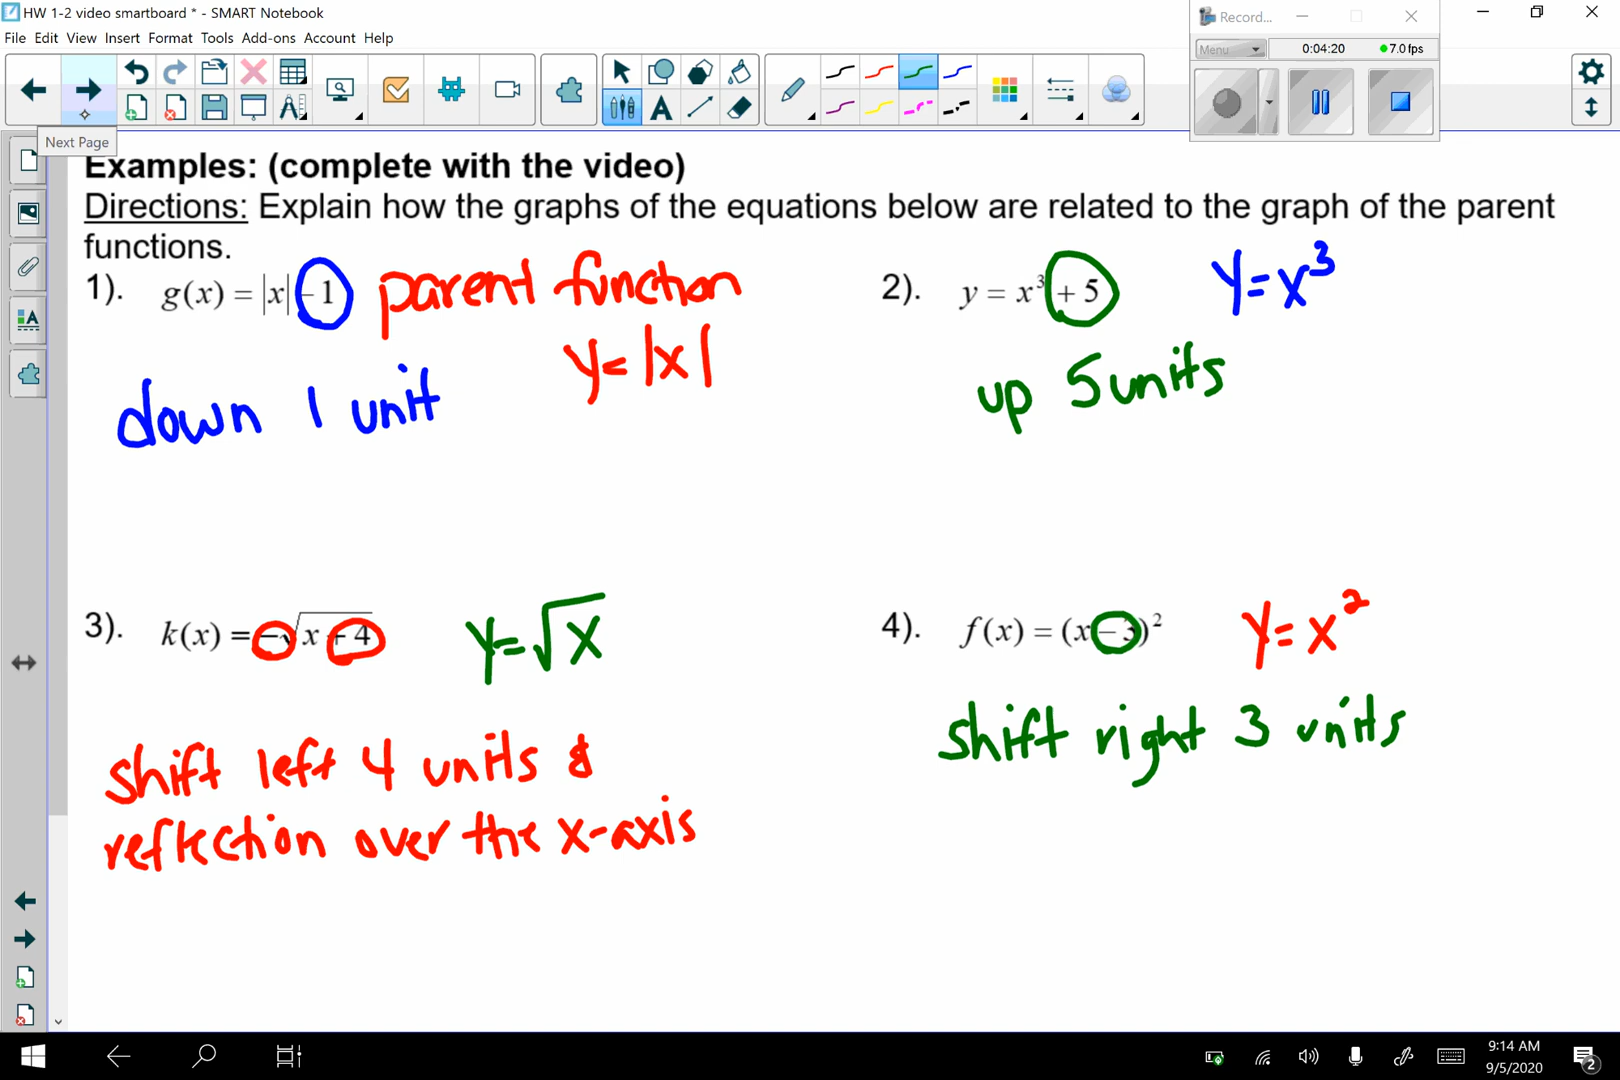 HW 1-2 video smartboard * - SMART Notebook
File Edit View Insert Format Tools Add-ons Account Help
Record...
Menu 0:04:20 7.0 fps
Next Page
Examples: (complete with the video)
Directions: Explain how the graphs of the equations below are related to the graph of the parent
functions.
1). g(x) = |x| - 1 parent function
y = |x|
down 1 unit
2). y = x³ + 5 y = x³
up 5 units
3). k(x) = -√x + 4 y = √x
shift left 4 units &
reflection over the x-axis
4). f(x) = (x - 3)² y = x²
shift right 3 units
9:14 AM
9/5/2020
2